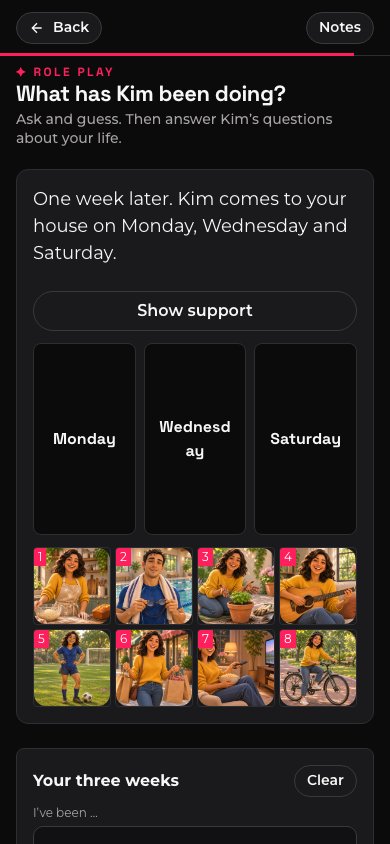 ← Back
Notes
✦ ROLE PLAY
What has Kim been doing?
Ask and guess. Then answer Kim’s questions
about your life.
One week later. Kim comes to your
house on Monday, Wednesday and
Saturday.
Show support
Monday
Wednesd
ay
Saturday
1
2
3
4
5
6
7
8
Your three weeks
Clear
I’ve been ...